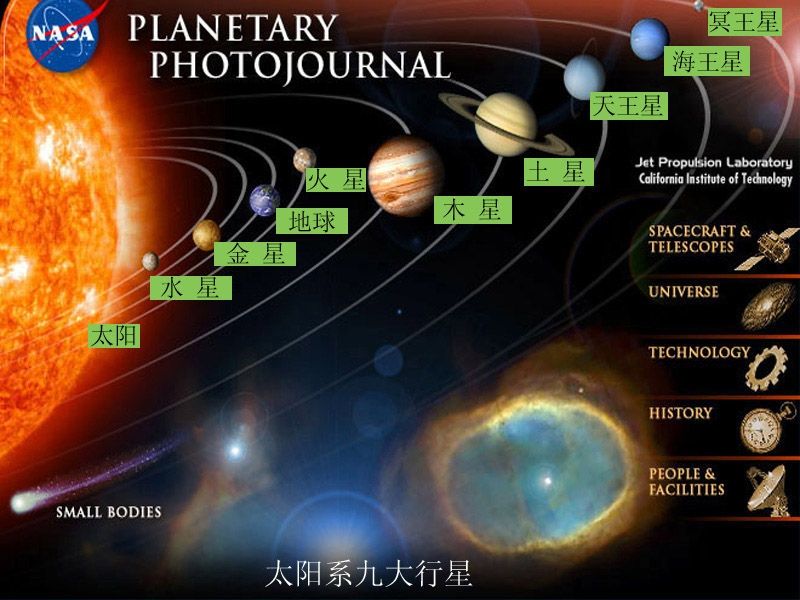 NASA
PLANETARY
PHOTOJOURNAL
冥王星
海王星
天王星
土 星
火 星
木 星
地球
金 星
水 星
太阳
Jet Propulsion Laboratory
California Institute of Technology
SPACECRAFT &
TELESCOPES
UNIVERSE
TECHNOLOGY
HISTORY
PEOPLE &
FACILITIES
SMALL BODIES
太阳系九大行星